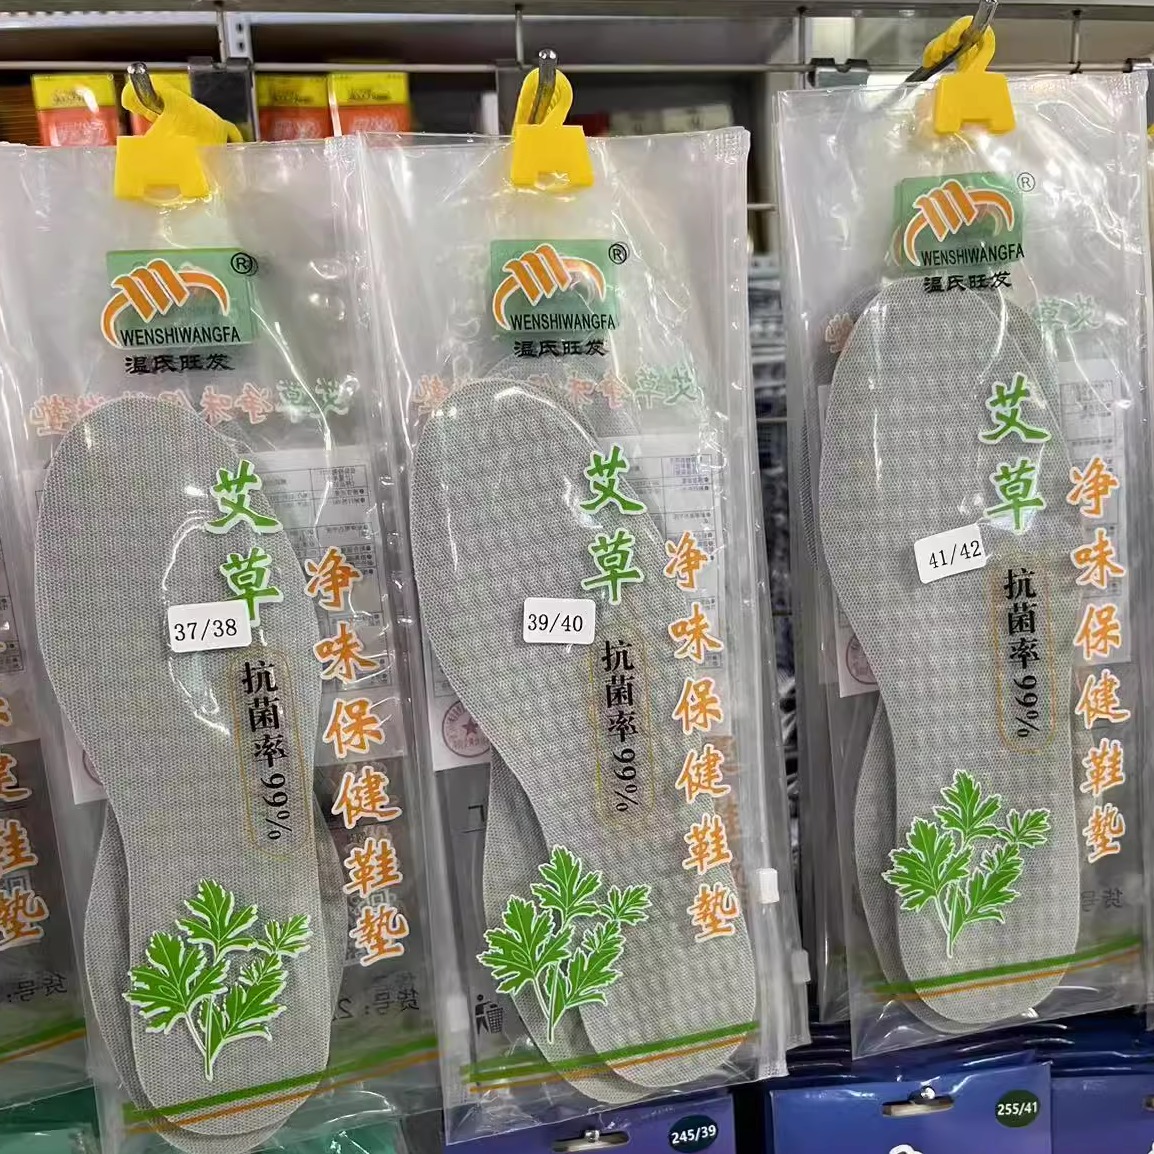 WENSHIWANGFA
温氏旺发
艾草
净味保健鞋垫
37/38
抗菌率99%
WENSHIWANGFA
温氏旺发
艾草
净味保健鞋垫
39/40
抗菌率99%
WENSHIWANGFA
温氏旺发
艾草
净味保健鞋垫
41/42
抗菌率99%
245/39
255/41